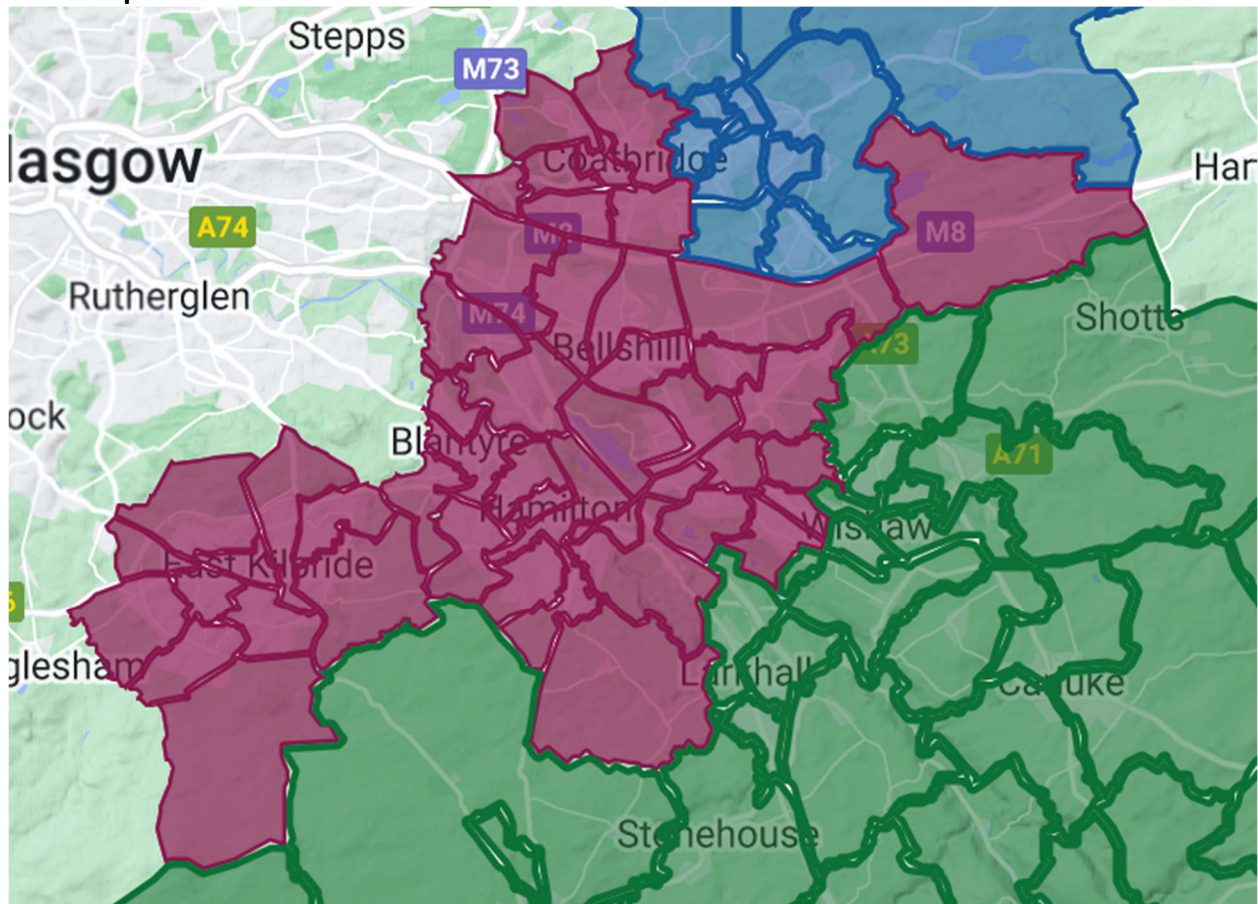 Stepps
M73
lasgow
Coatbridge
Har
A74
M8
M8
Rutherglen
M74
Shotts
Bellshill
A73
ock
Blantyre
A71
Hamilton
Wishaw
East Kilbride
glesham
Larkhall
Carluke
Stonehouse